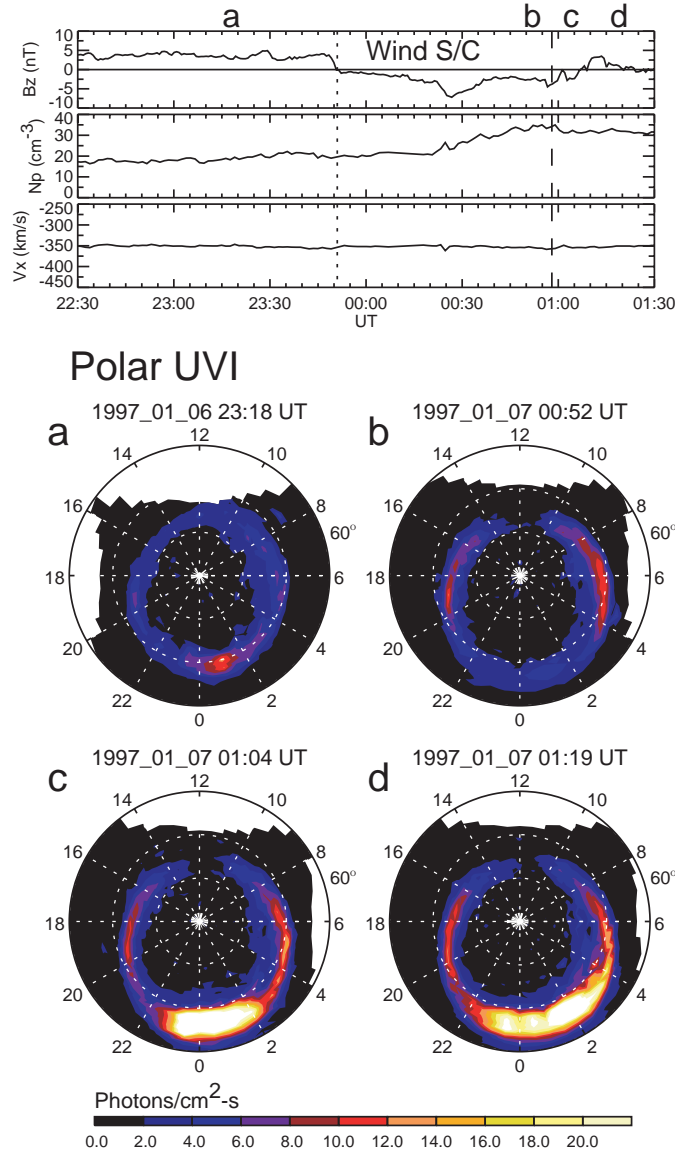 a b c d
Wind S/C
Bz (nT)
10
5
0
-5
-10
Np (cm-3)
40
30
20
10
0
Vx (km/s)
-250
-300
-350
-400
-450
22:30 23:00 23:30 00:00 00:30 01:00 01:30
UT
Polar UVI
a
1997_01_06 23:18 UT
12
14 10
16 8
60o
18 6
20 4
22 2
0
b
1997_01_07 00:52 UT
12
14 10
16 8
60o
18 6
20 4
22 2
0
c
1997_01_07 01:04 UT
12
14 10
16 8
60o
18 6
20 4
22 2
0
d
1997_01_07 01:19 UT
12
14 10
16 8
60o
18 6
20 4
22 2
0
Photons/cm2-s
0.0 2.0 4.0 6.0 8.0 10.0 12.0 14.0 16.0 18.0 20.0